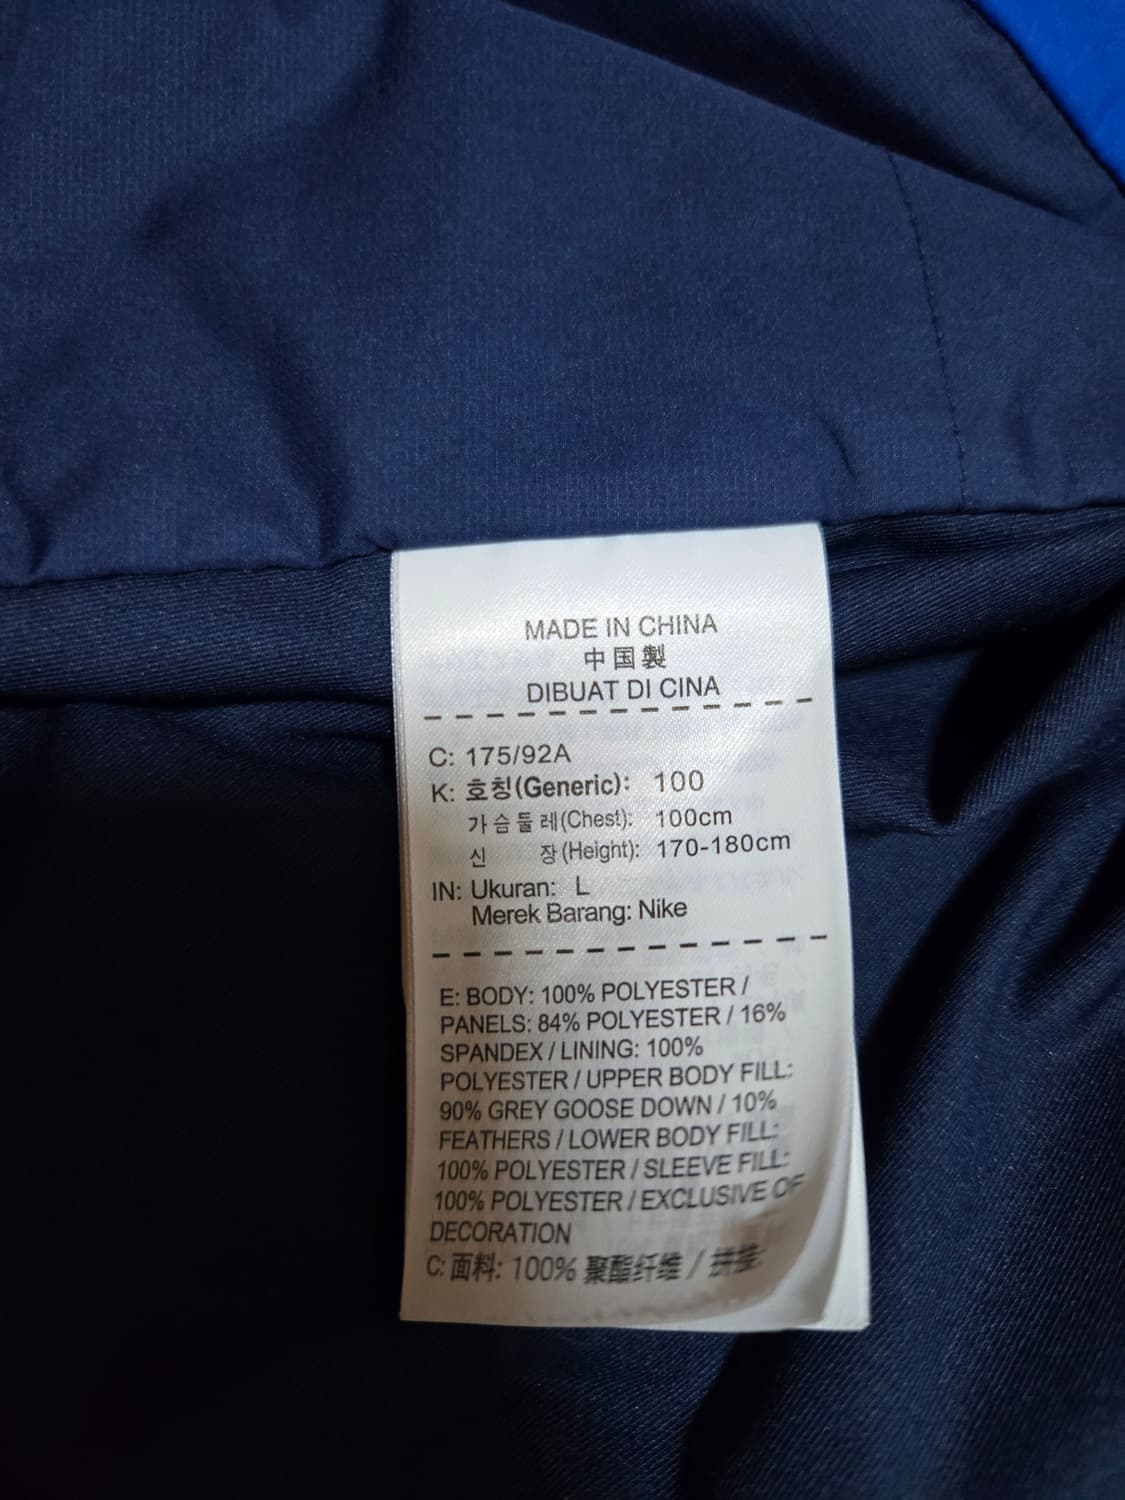 MADE IN CHINA
中国製
DIBUAT DI CINA
C: 175/92A
K: 호칭(Generic): 100
가슴둘레(Chest): 100cm
신 장(Height): 170-180cm
IN: Ukuran: L
Merek Barang: Nike
E: BODY: 100% POLYESTER /
PANELS: 84% POLYESTER / 16%
SPANDEX / LINING: 100%
POLYESTER / UPPER BODY FILL:
90% GREY GOOSE DOWN / 10%
FEATHERS / LOWER BODY FILL:
100% POLYESTER / SLEEVE FILL:
100% POLYESTER / EXCLUSIVE OF
DECORATION
C: 面料: 100% 聚酯纤维 / 拼接: